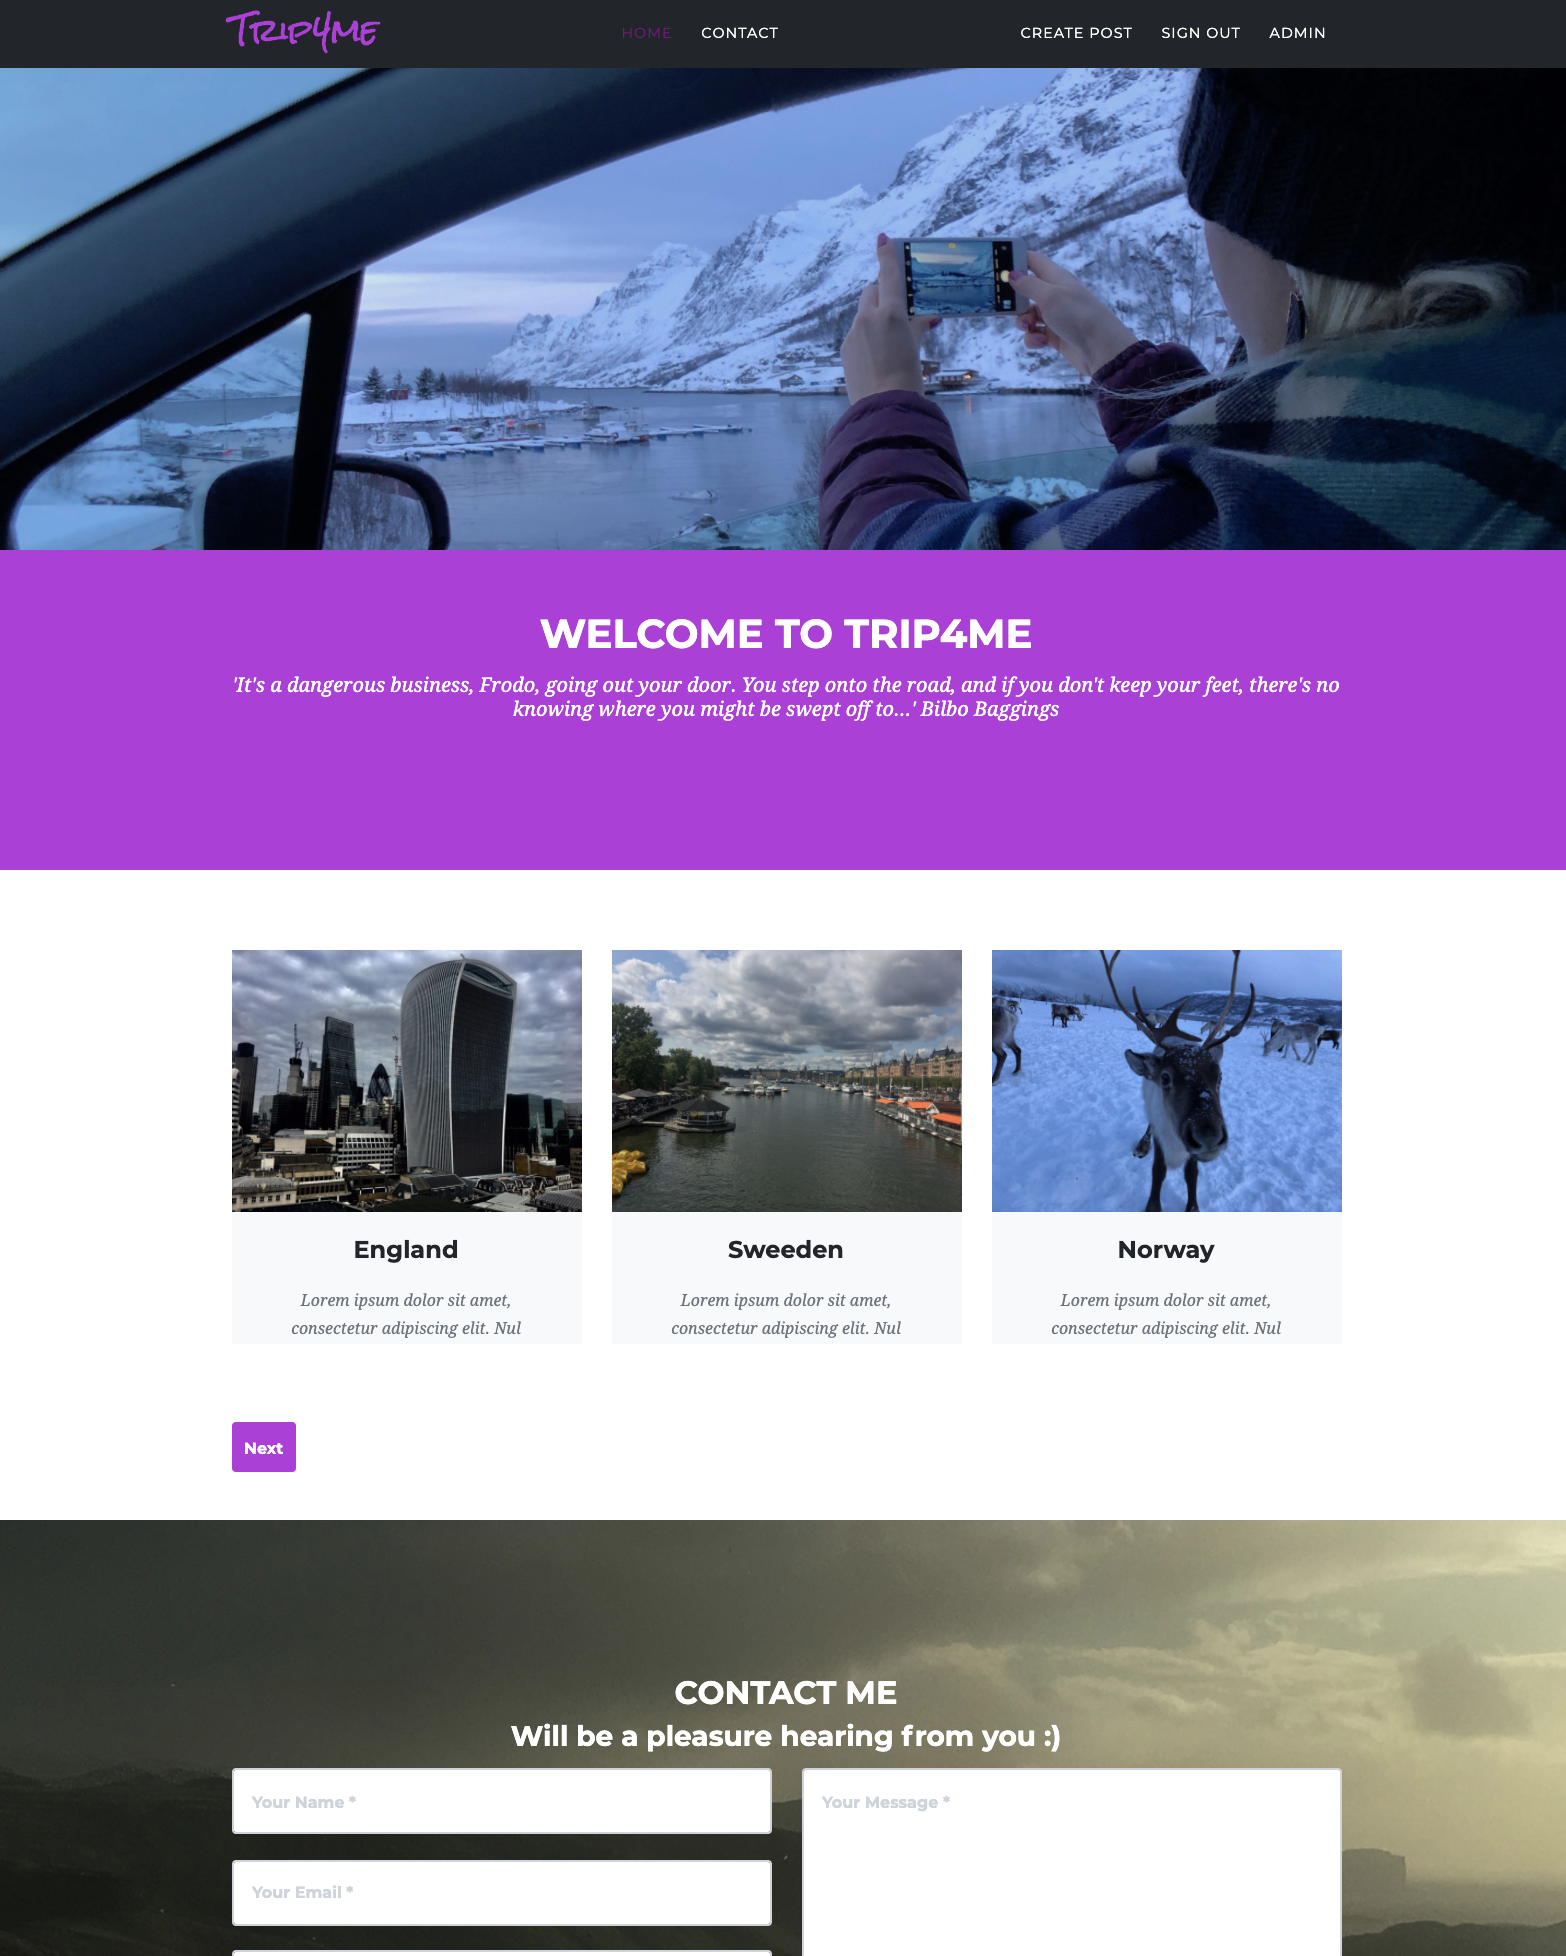 Trip4Me
HOME
CONTACT
CREATE POST
SIGN OUT
ADMIN
WELCOME TO TRIP4ME
'It's a dangerous business, Frodo, going out your door. You step onto the road, and if you don't keep your feet, there's no
knowing where you might be swept off to...' Bilbo Baggings
England
Lorem ipsum dolor sit amet,
consectetur adipiscing elit. Nul
Sweeden
Lorem ipsum dolor sit amet,
consectetur adipiscing elit. Nul
Norway
Lorem ipsum dolor sit amet,
consectetur adipiscing elit. Nul
Next
CONTACT ME
Will be a pleasure hearing from you :)
Your Name *
Your Email *
Your Message *